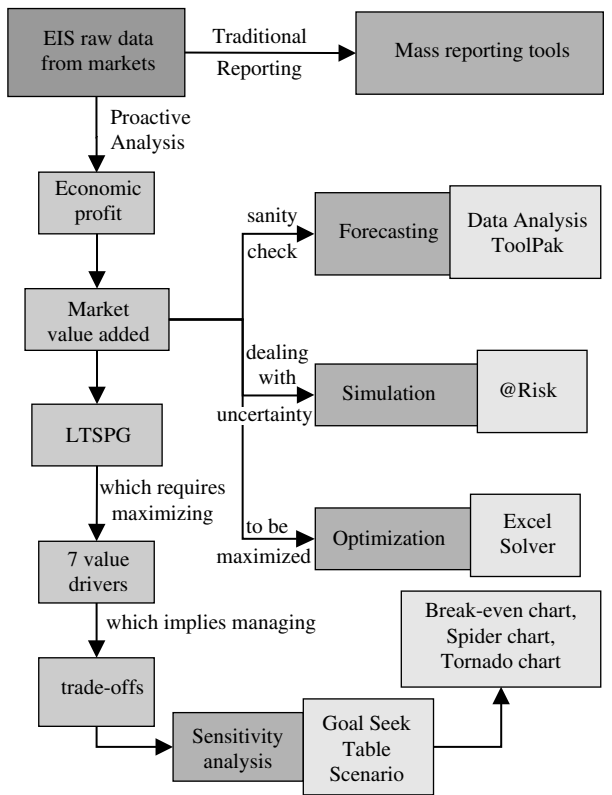 EIS raw data
from markets
Traditional
Reporting
Mass reporting tools
Proactive
Analysis
Economic
profit
sanity
check
Forecasting
Data Analysis
ToolPak
Market
value added
dealing
with
uncertainty
Simulation
@Risk
LTSPG
which requires
maximizing
to be
maximized
Optimization
Excel
Solver
7 value
drivers
which implies managing
Break-even chart,
Spider chart,
Tornado chart
trade-offs
Sensitivity
analysis
Goal Seek
Table
Scenario